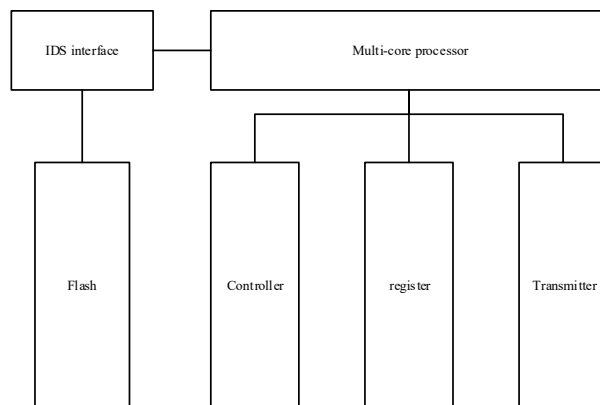 IDS interface
Multi-core processor
Flash
Controller
register
Transmitter